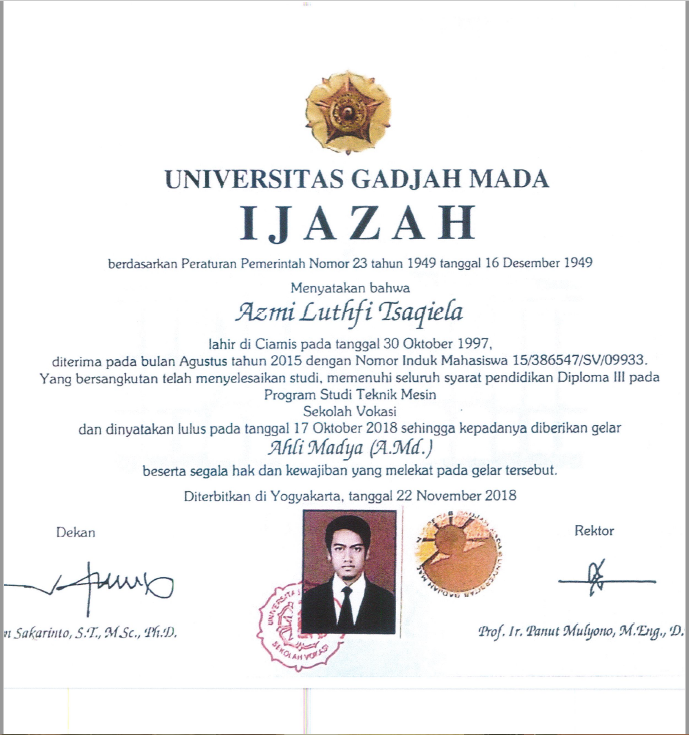 UNIVERSITAS GADJAH MADA
IJAZAH
berdasarkan Peraturan Pemerintah Nomor 23 tahun 1949 tanggal 16 Desember 1949
Menyatakan bahwa
Azmi Luthfi Tsaqiela
lahir di Ciamis pada tanggal 30 Oktober 1997,
diterima pada bulan Agustus tahun 2015 dengan Nomor Induk Mahasiswa 15/386547/SV/09933.
Yang bersangkutan telah menyelesaikan studi, memenuhi seluruh syarat pendidikan Diploma III pada
Program Studi Teknik Mesin
Sekolah Vokasi
dan dinyatakan lulus pada tanggal 17 Oktober 2018 sehingga kepadanya diberikan gelar
Ahli Madya (A.Md.)
beserta segala hak dan kewajiban yang melekat pada gelar tersebut.
Diterbitkan di Yogyakarta, tanggal 22 November 2018
Dekan
Rektor
n Sakarinto, S.T., M.Sc., Ph.D.
Prof. Ir. Panut Mulyono, M.Eng., D.
SEKOLAH VOKASI